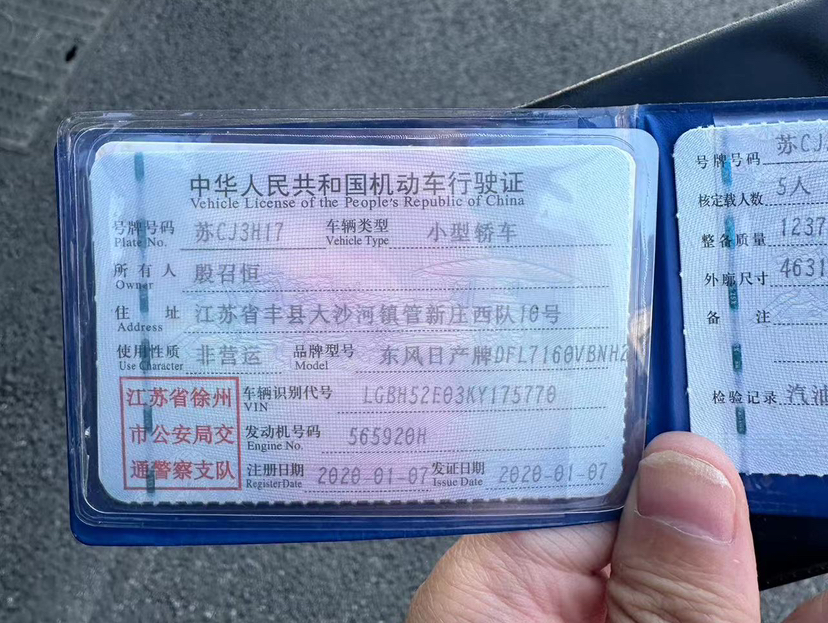 中华人民共和国机动车行驶证
Vehicle License of the People's Republic of China
号牌号码 苏CJ3H17 车辆类型 小型轿车
Plate No. Vehicle Type
所有人 殷召恒
Owner
住址 江苏省丰县大沙河镇管新庄西队10号
Address
使用性质 非营运 品牌型号 东风日产牌DFL7160VBNH2
Use Character Model
江苏省徐州
市公安局交
通警察支队
车辆识别代号 LGBH52E03KY175770
VIN
发动机号码 565920H
Engine No.
注册日期 2020-01-07 发证日期 2020-01-07
Register Date Issue Date
号牌号码 苏CJ
核定载人数 5人
整备质量 1237
外廓尺寸 4631
备注
检验记录 汽油